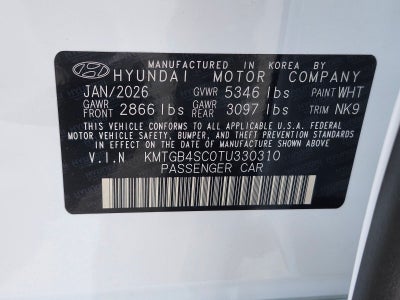 MANUFACTURED IN KOREA BY
HYUNDAI MOTOR COMPANY
JAN/2026 GVWR 5346 lbs PAINT WHT
GAWR FRONT 2866 lbs GAWR REAR 3097 lbs TRIM NK9
THIS VEHICLE CONFORMS TO ALL APPLICABLE U.S. FEDERAL
MOTOR VEHICLE SAFETY, BUMPER, AND THEFT PREVENTION
STANDARDS IN EFFECT ON THE DATE OF MANUFACTURE SHOWN ABOVE.
V.I.N KMTGB4SC0TU330310
PASSENGER CAR